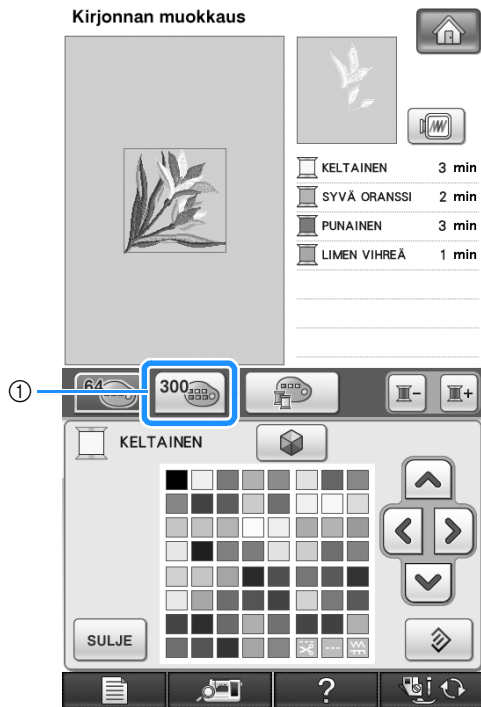 Kirjonnan muokkaus
KELTAINEN 3 min
SYVÄ ORANSSI 2 min
PUNAINEN 3 min
LIMEN VIHREÄ 1 min
① 64 300 - +
KELTAINEN
SULJE
?